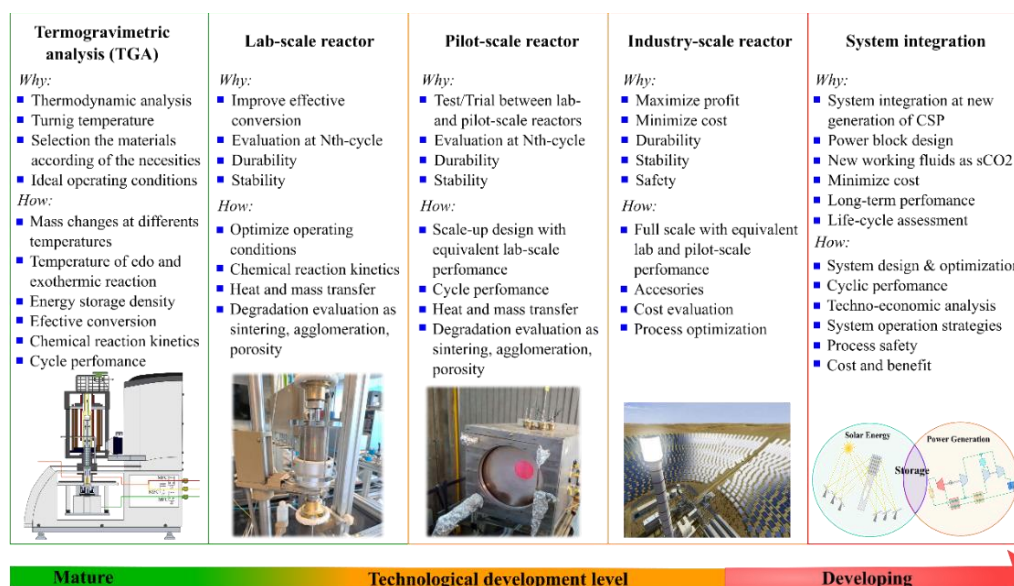 Termogravimetric
analysis (TGA)
Why:
Thermodynamic analysis
Turnig temperature
Selection the materials
according of the necesities
Ideal operating conditions
How:
Mass changes at differents
temperatures
Temperature of edo and
exothermic reaction
Energy storage density
Efective conversion
Chemical reaction kinetics
Cycle perfomance
Lab-scale reactor
Why:
Improve effective
conversion
Evaluation at Nth-cycle
Durability
Stability
How:
Optimize operating
conditions
Chemical reaction kinetics
Heat and mass transfer
Degradation evaluation as
sintering, agglomeration,
porosity
Pilot-scale reactor
Why:
Test/Trial between lab-
and pilot-scale reactors
Evaluation at Nth-cycle
Durability
Stability
How:
Scale-up design with
equivalent lab-scale
perfomance
Cycle perfomance
Heat and mass transfer
Degradation evaluation as
sintering, agglomeration,
porosity
Industry-scale reactor
Why:
Maximize profit
Minimize cost
Durability
Stability
Safety
How:
Full scale with equivalent
lab and pilot-scale
perfomance
Accesories
Cost evaluation
Process optimization
System integration
Why:
System integration at new
generation of CSP
Power block design
New working fluids as sCO2
Minimize cost
Long-term perfomance
Life-cycle assessment
How:
System design & optimization
Cyclic perfomance
Techno-economic analysis
System operation strategies
Process safety
Cost and benefit
Solar Energy
Power Generation
Storage
Mature
Technological development level
Developing